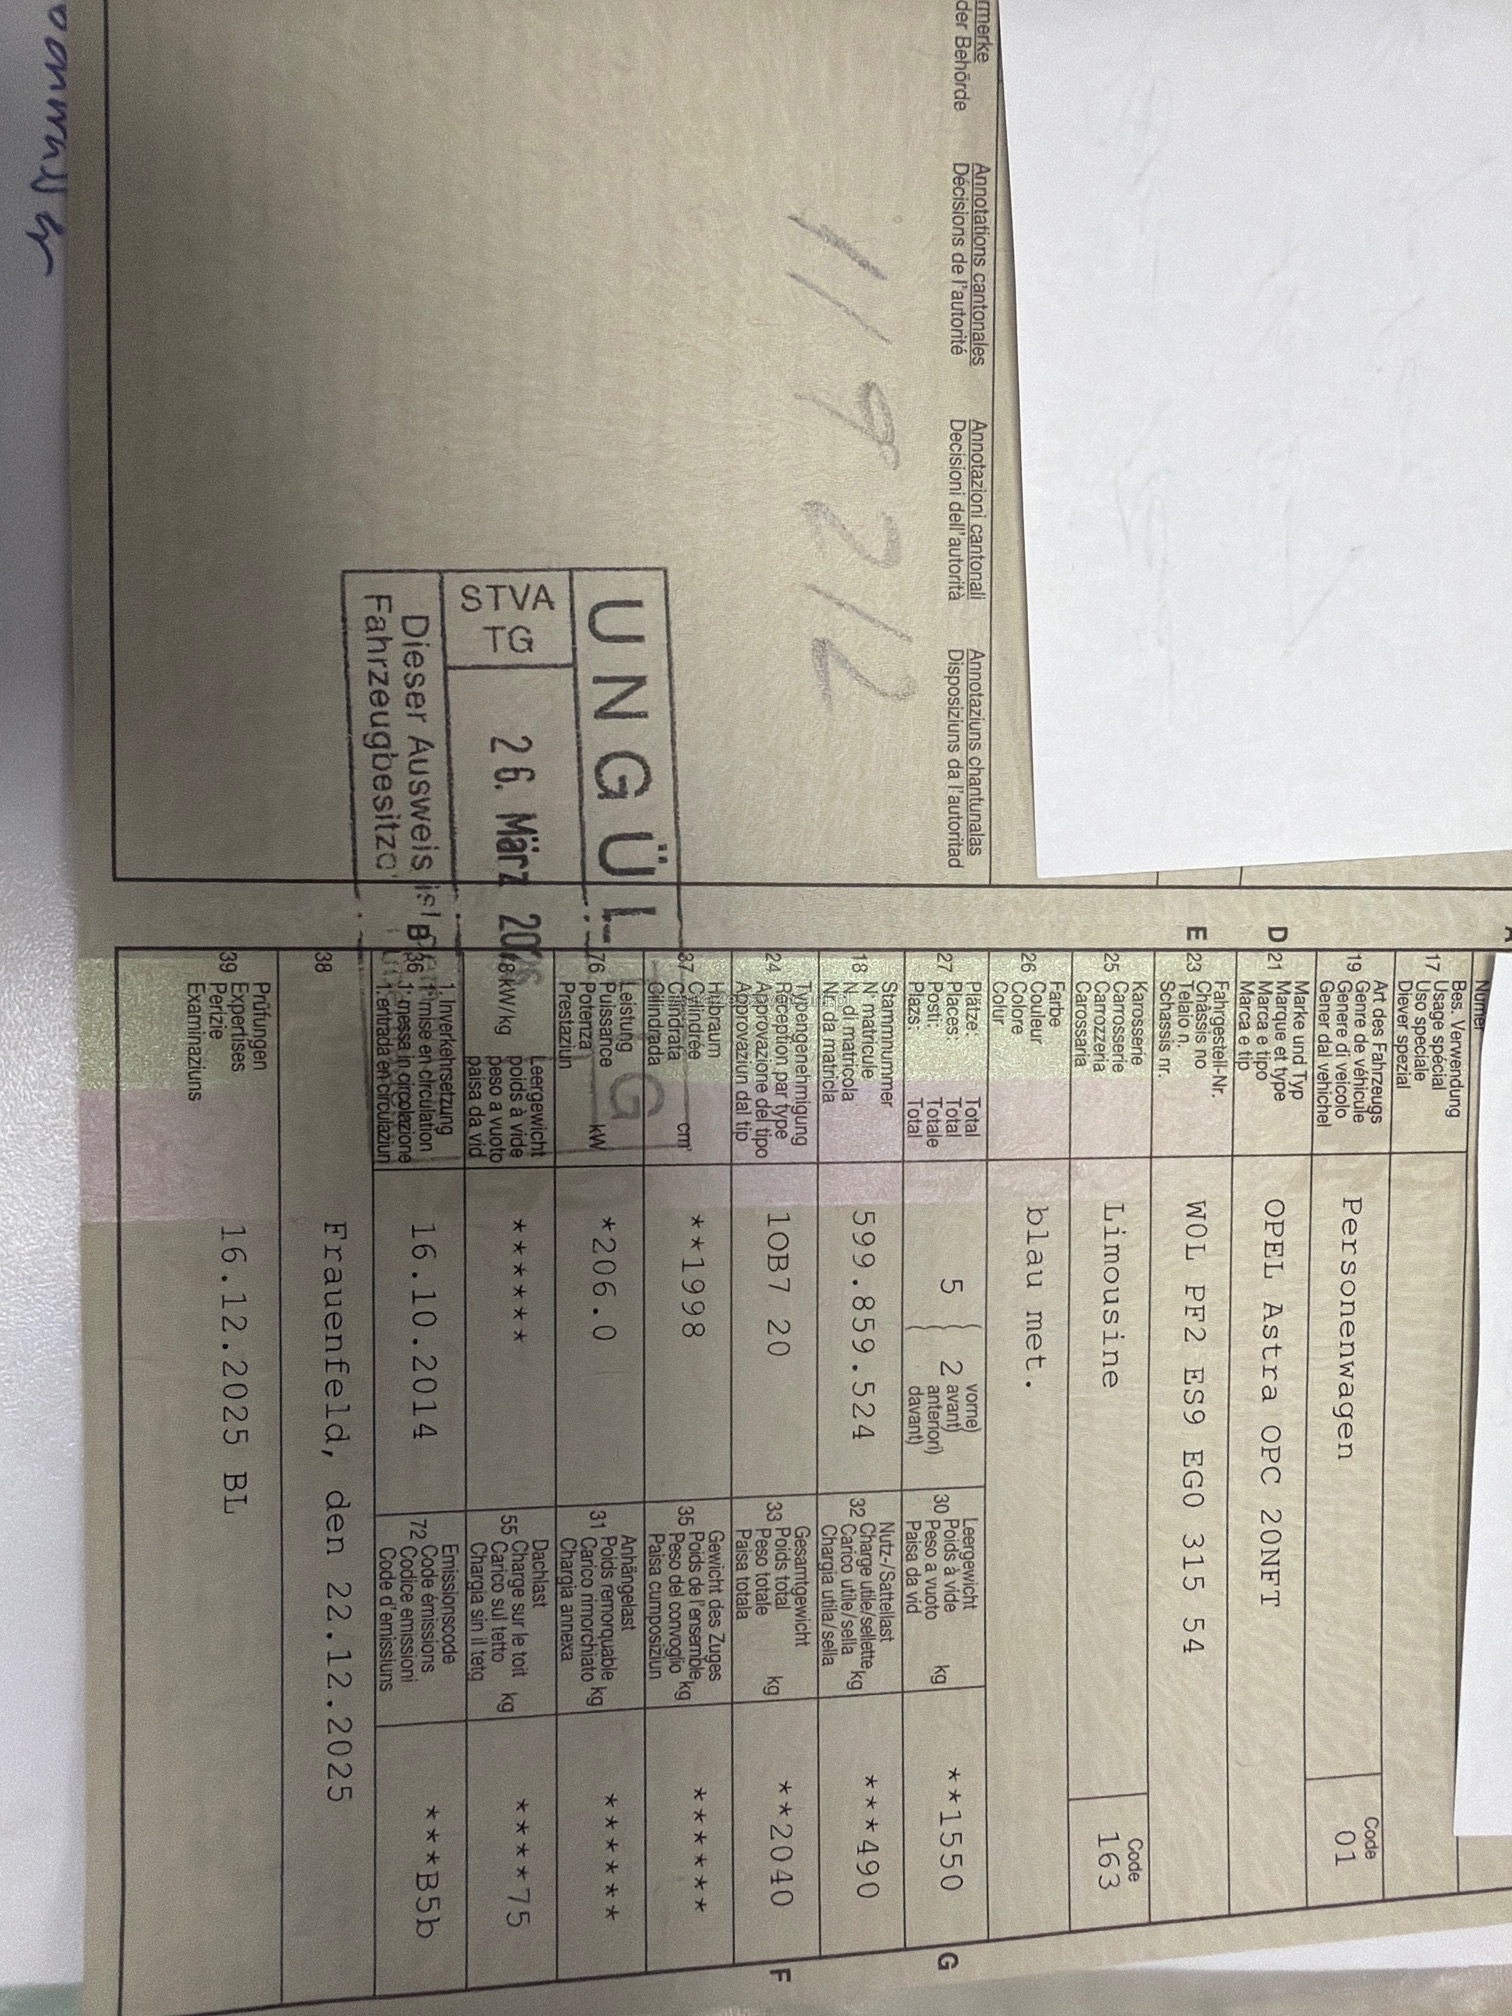 rmerke Annotations cantonales Annotazioni cantonali Annotaziuns chantunalas
der Behörde Décisions de l'autorité Decisioni dell'autorità Disposiziuns da l'autoritad
11 9212
UNGÜL G
STVA
TG
26. März 20
Dieser Ausweis
Fahrzeugbesitz
A
Nummer
Bes. Verwendung
17 Usage spécial
Uso speciale
Diever spezial
Art des Fahrzeugs
19 Genre de véhicule
Genere di veicolo
Gener dal vehichel
Personenwagen
Code
01
D
Marke und Typ
21 Marque et type
Marca e tipo
Marca e tip
OPEL Astra OPC 20NFT
E
Fahrgestell-Nr.
23 Châssis no
Telaio n.
Schassis nr.
W0L PF2 ES9 EG0 315 54
Karosserie
25 Carrosserie
Carrozzeria
Carossaria
Limousine
Code
163
Farbe
26 Couleur
Colore
Colur
blau met.
Plätze: Total
27 Places: Total
Posti: Totale
Plazs: Total
5 2
vorne)
avant)
anteriori)
davant)
Leergewicht
30 Poids à vide
Peso a vuoto kg
Paisa da vid
**1550
G
Stammnummer
18 N° matricule
N. di matricola
Nr. da matricla
599.859.524
Nutz-/Sattellast
32 Charge utile/sellette kg
Carico utile/sella
Chargia utila/sella
***490
Typengenehmigung
24 Réception par type
Approvazione del tipo
Approvaziun dal tip
1OB7 20
Gesamtgewicht
33 Poids total kg
Peso totale
Paisa totala
**2040
F
Hubraum
37 Cylindrée cm³
Cilindrata
Cilindrada
**1998
Gewicht des Zuges
35 Poids de l'ensemble kg
Peso del convoglio
Paisa cumposiziun
******
Leistung
76 Puissance kW
Potenza
Prestaziun
*206.0
Anhängelast
31 Poids remorquable kg
Carico rimorchiato
Chargia annexa
******
Leergewicht
78 kW/kg poids à vide
peso a vuoto
paisa da vid
******
Dachlast
55 Charge sur le toit kg
Carico sul tetto
Chargia sin il tetg
****75
B
1. Inverkehrsetzung
36 1re mise en circulation
1a messa in circolazione
1. entrada en circulaziun
16.10.2014
Emissionscode
72 Code émissions
Codice emissioni
Code d'emissiuns
***B5b
38 Frauenfeld, den 22.12.2025
Prüfungen
39 Expertises
Perizie
Examinaziuns
16.12.2025 BL